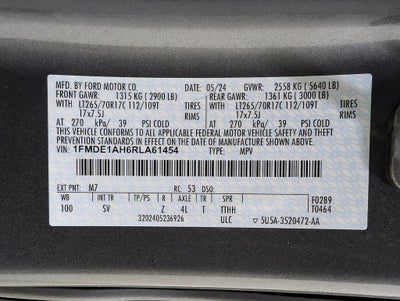 MFD. BY FORD MOTOR CO. 05/24 GVWR: 2558 KG ( 5640 LB)
FRONT GAWR: 1315 KG ( 2900 LB) REAR GAWR: 1361 KG ( 3000 LB)
WITH LT265/70R17C 112/109T TIRES WITH LT265/70R17C 112/109T TIRES
17x7.5J RIMS 17x7.5J RIMS
AT 270 kPa/ 39 PSI COLD AT 270 kPa/ 39 PSI COLD
THIS VEHICLE CONFORMS TO ALL APPLICABLE FEDERAL MOTOR VEHICLE SAFETY, BUMPER, AND THEFT PREVENTION STANDARDS IN EFFECT ON THE DATE OF MANUFACTURE SHOWN ABOVE.
VIN: 1FMDE1AH6RLA61454 TYPE: MPV
EXT PNT: M7 RC: 53 DSO:
WB INT TR TP/PS R AXLE TR SPR F0289
100 SV Z 4L T TTHH T0464
3202405236926 ULC 5U5A-3520472-AA